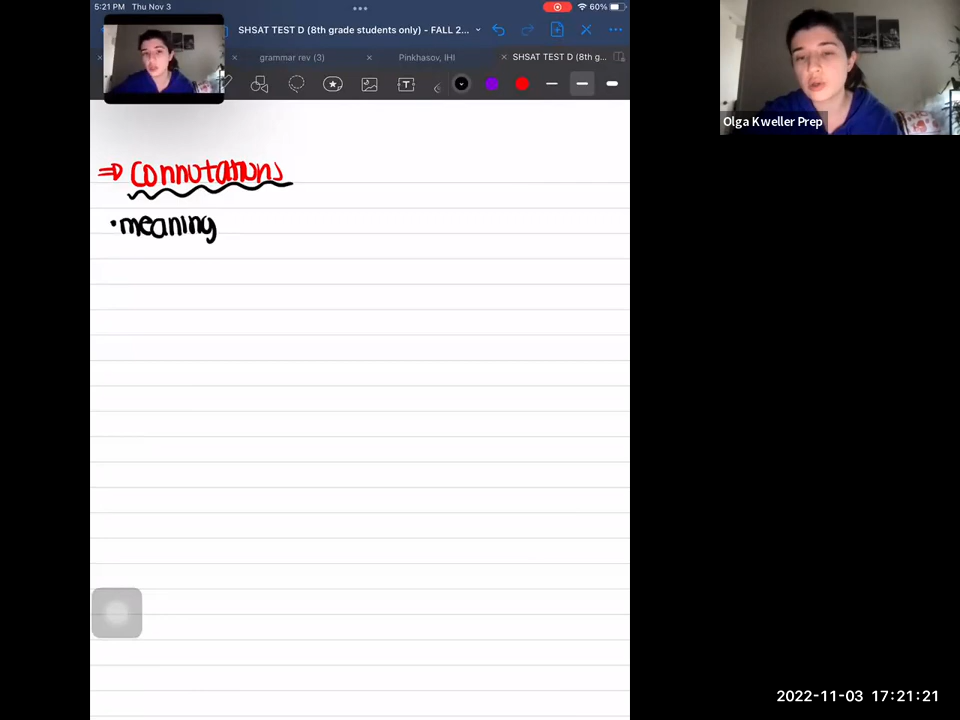 5:21 PM Thu Nov 3
60%
SHSAT TEST D (8th grade students only) - FALL 2...
grammar rev (3)
Pinkhasov, IHI
SHSAT TEST D (8th g...
Olga Kweller Prep
⇒ connutations
• meaning
2022-11-03 17:21:21